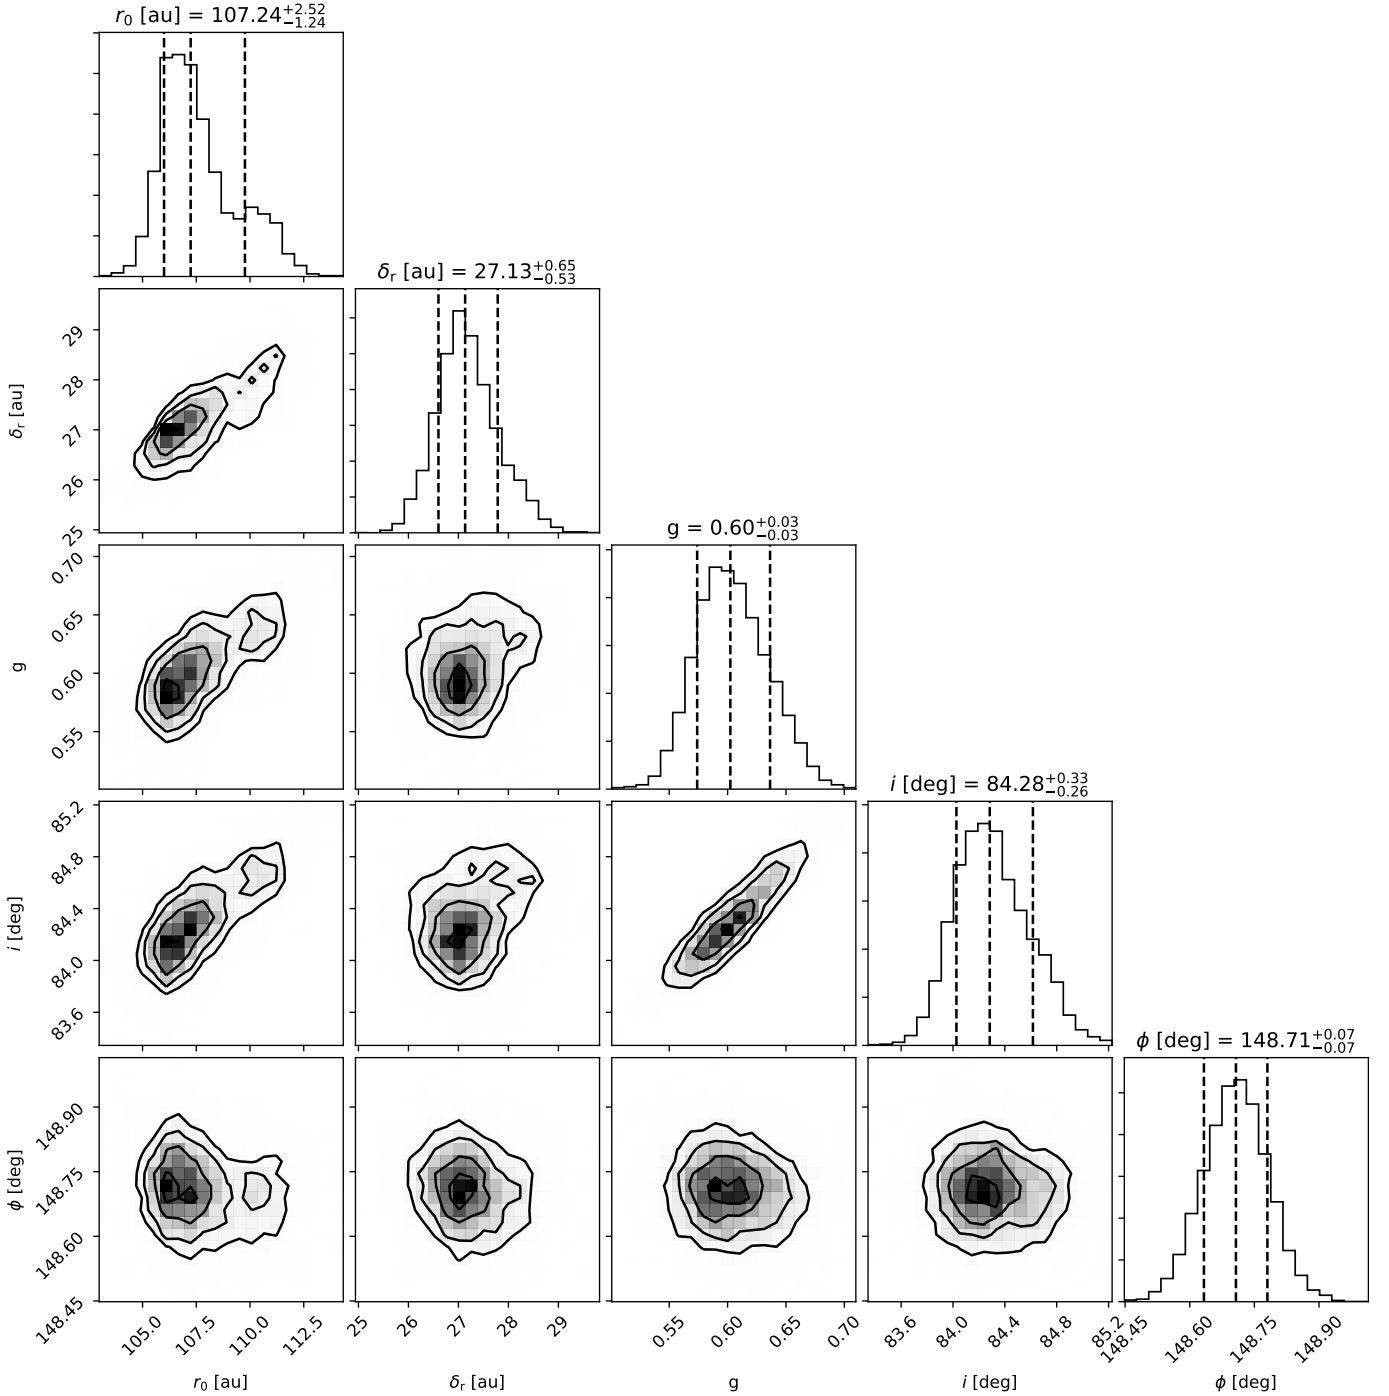 r₀ [au] = 107.24+2.52−1.24
δᵣ [au] = 27.13+0.65−0.53
29
28
27
26
25
δᵣ [au]
g = 0.60+0.03−0.03
0.70
0.65
0.60
0.55
g
i [deg] = 84.28+0.33−0.26
85.2
84.8
84.4
84.0
83.6
i [deg]
ϕ [deg] = 148.71+0.07−0.07
148.90
148.75
148.60
148.45
ϕ [deg]
105.0 107.5 110.0 112.5
25 26 27 28 29
0.55 0.60 0.65 0.70
83.6 84.0 84.4 84.8 85.2
148.45 148.60 148.75 148.90
r₀ [au] δᵣ [au] g i [deg] ϕ [deg]